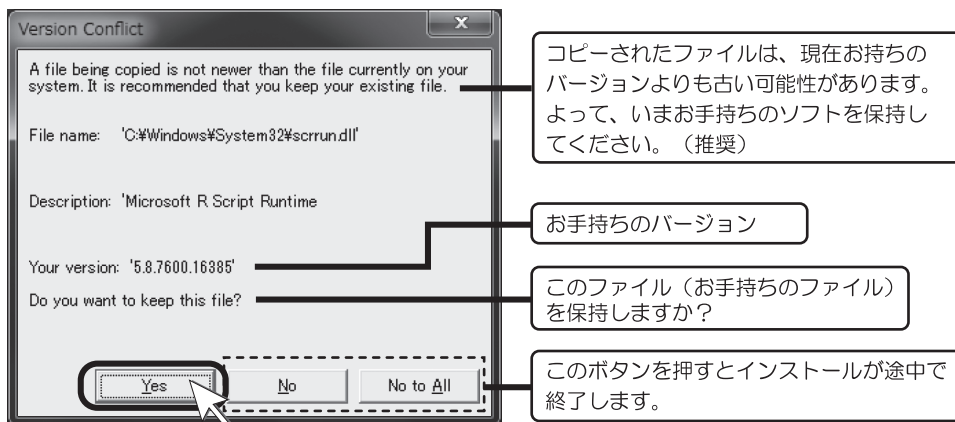 Version Conflict
x
A file being copied is not newer than the file currently on your
system. It is recommended that you keep your existing file.
File name: 'C:¥Windows¥System32¥scrrun.dll'
Description: 'Microsoft R Script Runtime
Your version: '5.8.7600.16385'
Do you want to keep this file?
Yes
No
No to All
コピーされたファイルは、現在お持ちの
バージョンよりも古い可能性があります。
よって、いまお手持ちのソフトを保持し
てください。（推奨）
お手持ちのバージョン
このファイル（お手持ちのファイル）
を保持しますか？
このボタンを押すとインストールが途中で
終了します。